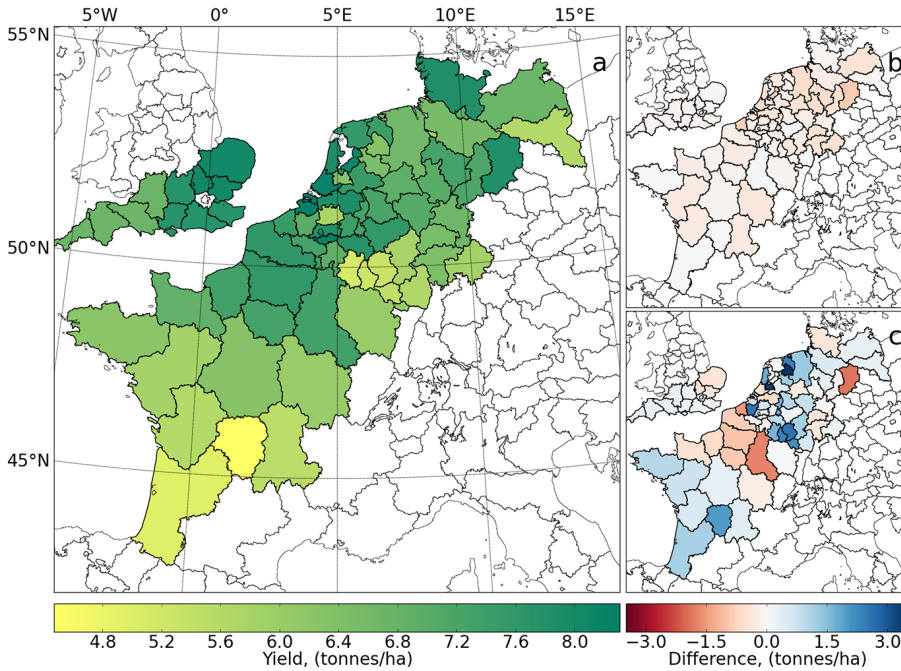 5°W 0° 5°E 10°E 15°E
55°N
a
b
50°N
c
45°N
4.8 5.2 5.6 6.0 6.4 6.8 7.2 7.6 8.0
−3.0 −1.5 0.0 1.5 3.0
Yield, (tonnes/ha)
Difference, (tonnes/ha)